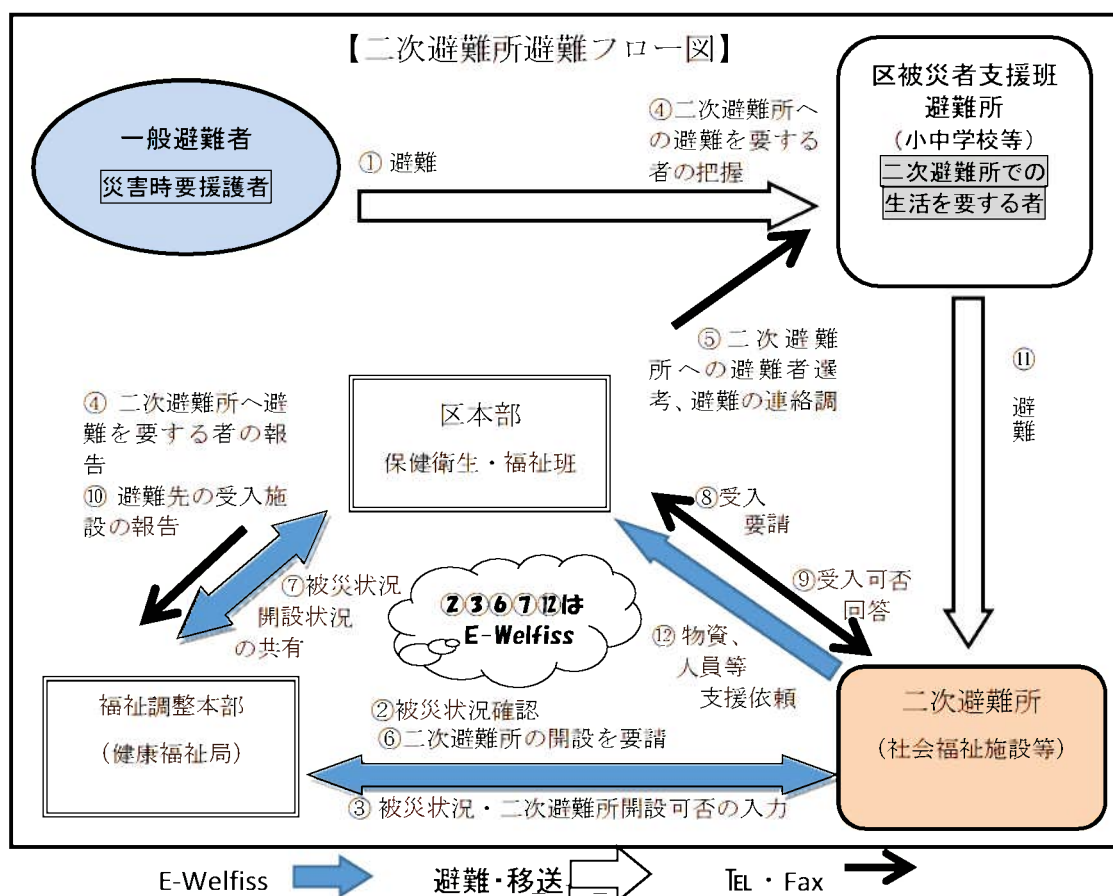 【二次避難所避難フロー図】
一般避難者
災害時要援護者
① 避難
④二次避難所へ
の避難を要する
者の把握
区被災者支援班
避難所
（小中学校等）
二次避難所での
生活を要する者
⑤二次避難
所への避難者選
考、避難の連絡調
⑪
避難
④ 二次避難所へ避
難を要する者の報
告
⑩ 避難先の受入施
設の報告
区本部
保健衛生・福祉班
⑧受入
要請
⑨受入可否
回答
⑦被災状況
開設状況
の共有
②③⑥⑦⑫は
E-Welfiss
⑫ 物資、
人員等
支援依頼
福祉調整本部
（健康福祉局）
②被災状況確認
⑥二次避難所の開設を要請
③ 被災状況・二次避難所開設可否の入力
二次避難所
（社会福祉施設等）
E-Welfiss 避難・移送 TEL・Fax